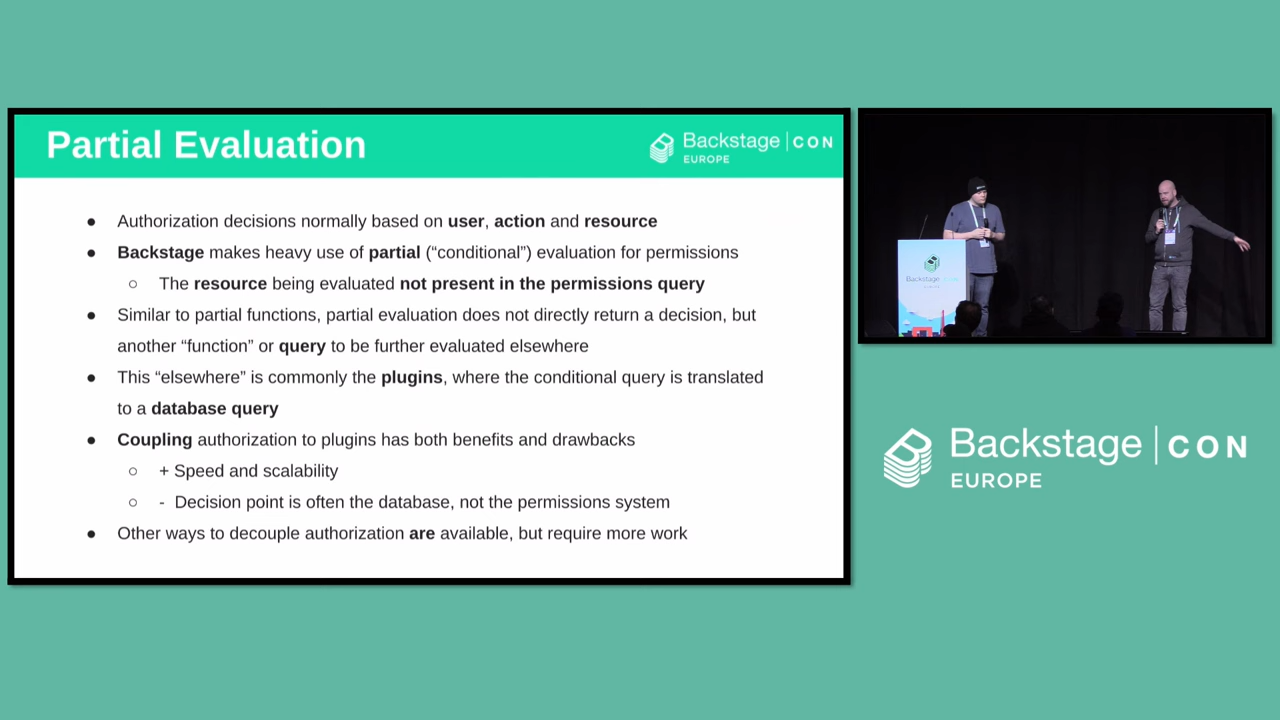 Partial Evaluation
Backstage | CON
EUROPE
● Authorization decisions normally based on user, action and resource
● Backstage makes heavy use of partial (“conditional”) evaluation for permissions
○ The resource being evaluated not present in the permissions query
● Similar to partial functions, partial evaluation does not directly return a decision, but
another “function” or query to be further evaluated elsewhere
● This “elsewhere” is commonly the plugins, where the conditional query is translated
to a database query
● Coupling authorization to plugins has both benefits and drawbacks
○ + Speed and scalability
○ - Decision point is often the database, not the permissions system
● Other ways to decouple authorization are available, but require more work
Backstage
Backstage | CON
EUROPE